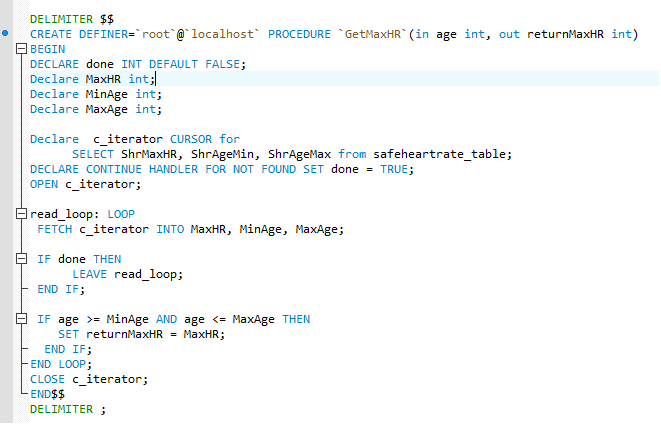 DELIMITER $$
CREATE DEFINER=`root`@`localhost` PROCEDURE `GetMaxHR`(in age int, out returnMaxHR int)
BEGIN
DECLARE done INT DEFAULT FALSE;
Declare MaxHR int;
Declare MinAge int;
Declare MaxAge int;
Declare  c_iterator CURSOR for
SELECT ShrMaxHR, ShrAgeMin, ShrAgeMax from safeheartrate_table;
DECLARE CONTINUE HANDLER FOR NOT FOUND SET done = TRUE;
OPEN c_iterator;
read_loop: LOOP
FETCH c_iterator INTO MaxHR, MinAge, MaxAge;
IF done THEN
LEAVE read_loop;
END IF;
IF age >= MinAge AND age <= MaxAge THEN
SET returnMaxHR = MaxHR;
END IF;
END LOOP;
CLOSE c_iterator;
END$$
DELIMITER ;